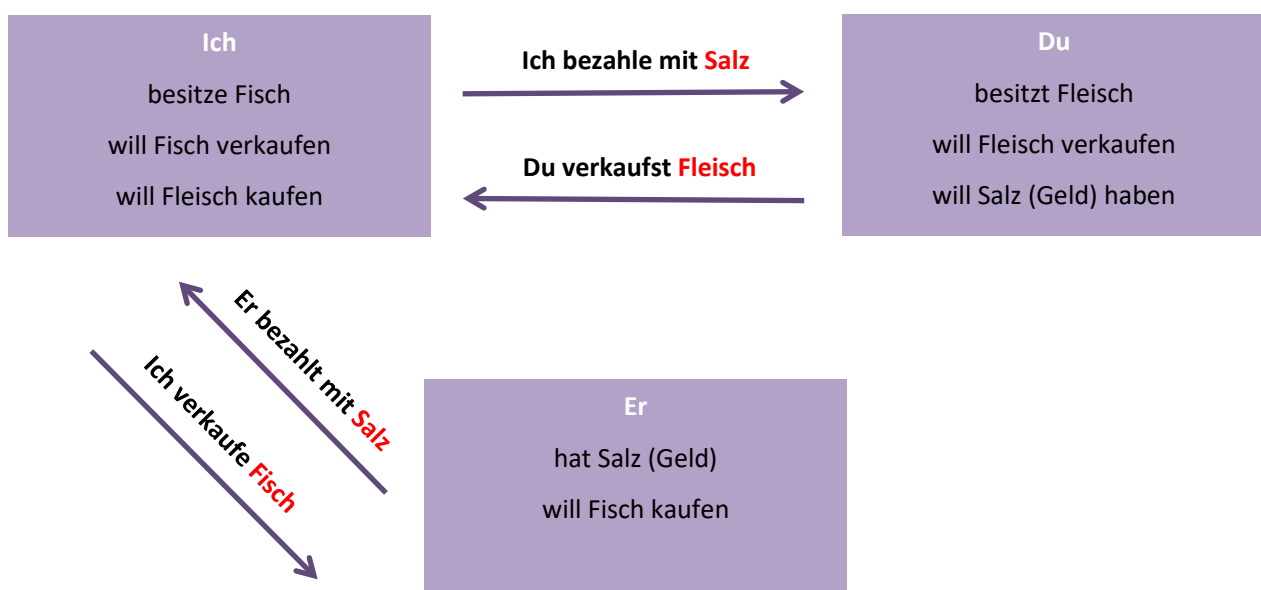 Ich
besitze Fisch
will Fisch verkaufen
will Fleisch kaufen
Ich bezahle mit Salz
Du verkaufst Fleisch
Du
besitzt Fleisch
will Fleisch verkaufen
will Salz (Geld) haben
Er bezahlt mit Salz
Ich verkaufe Fisch
Er
hat Salz (Geld)
will Fisch kaufen